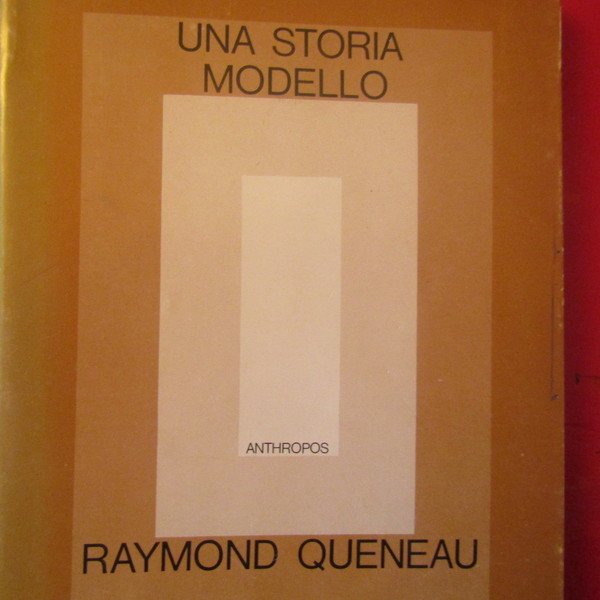 UNA STORIA
MODELLO
ANTHROPOS
RAYMOND QUENEAU